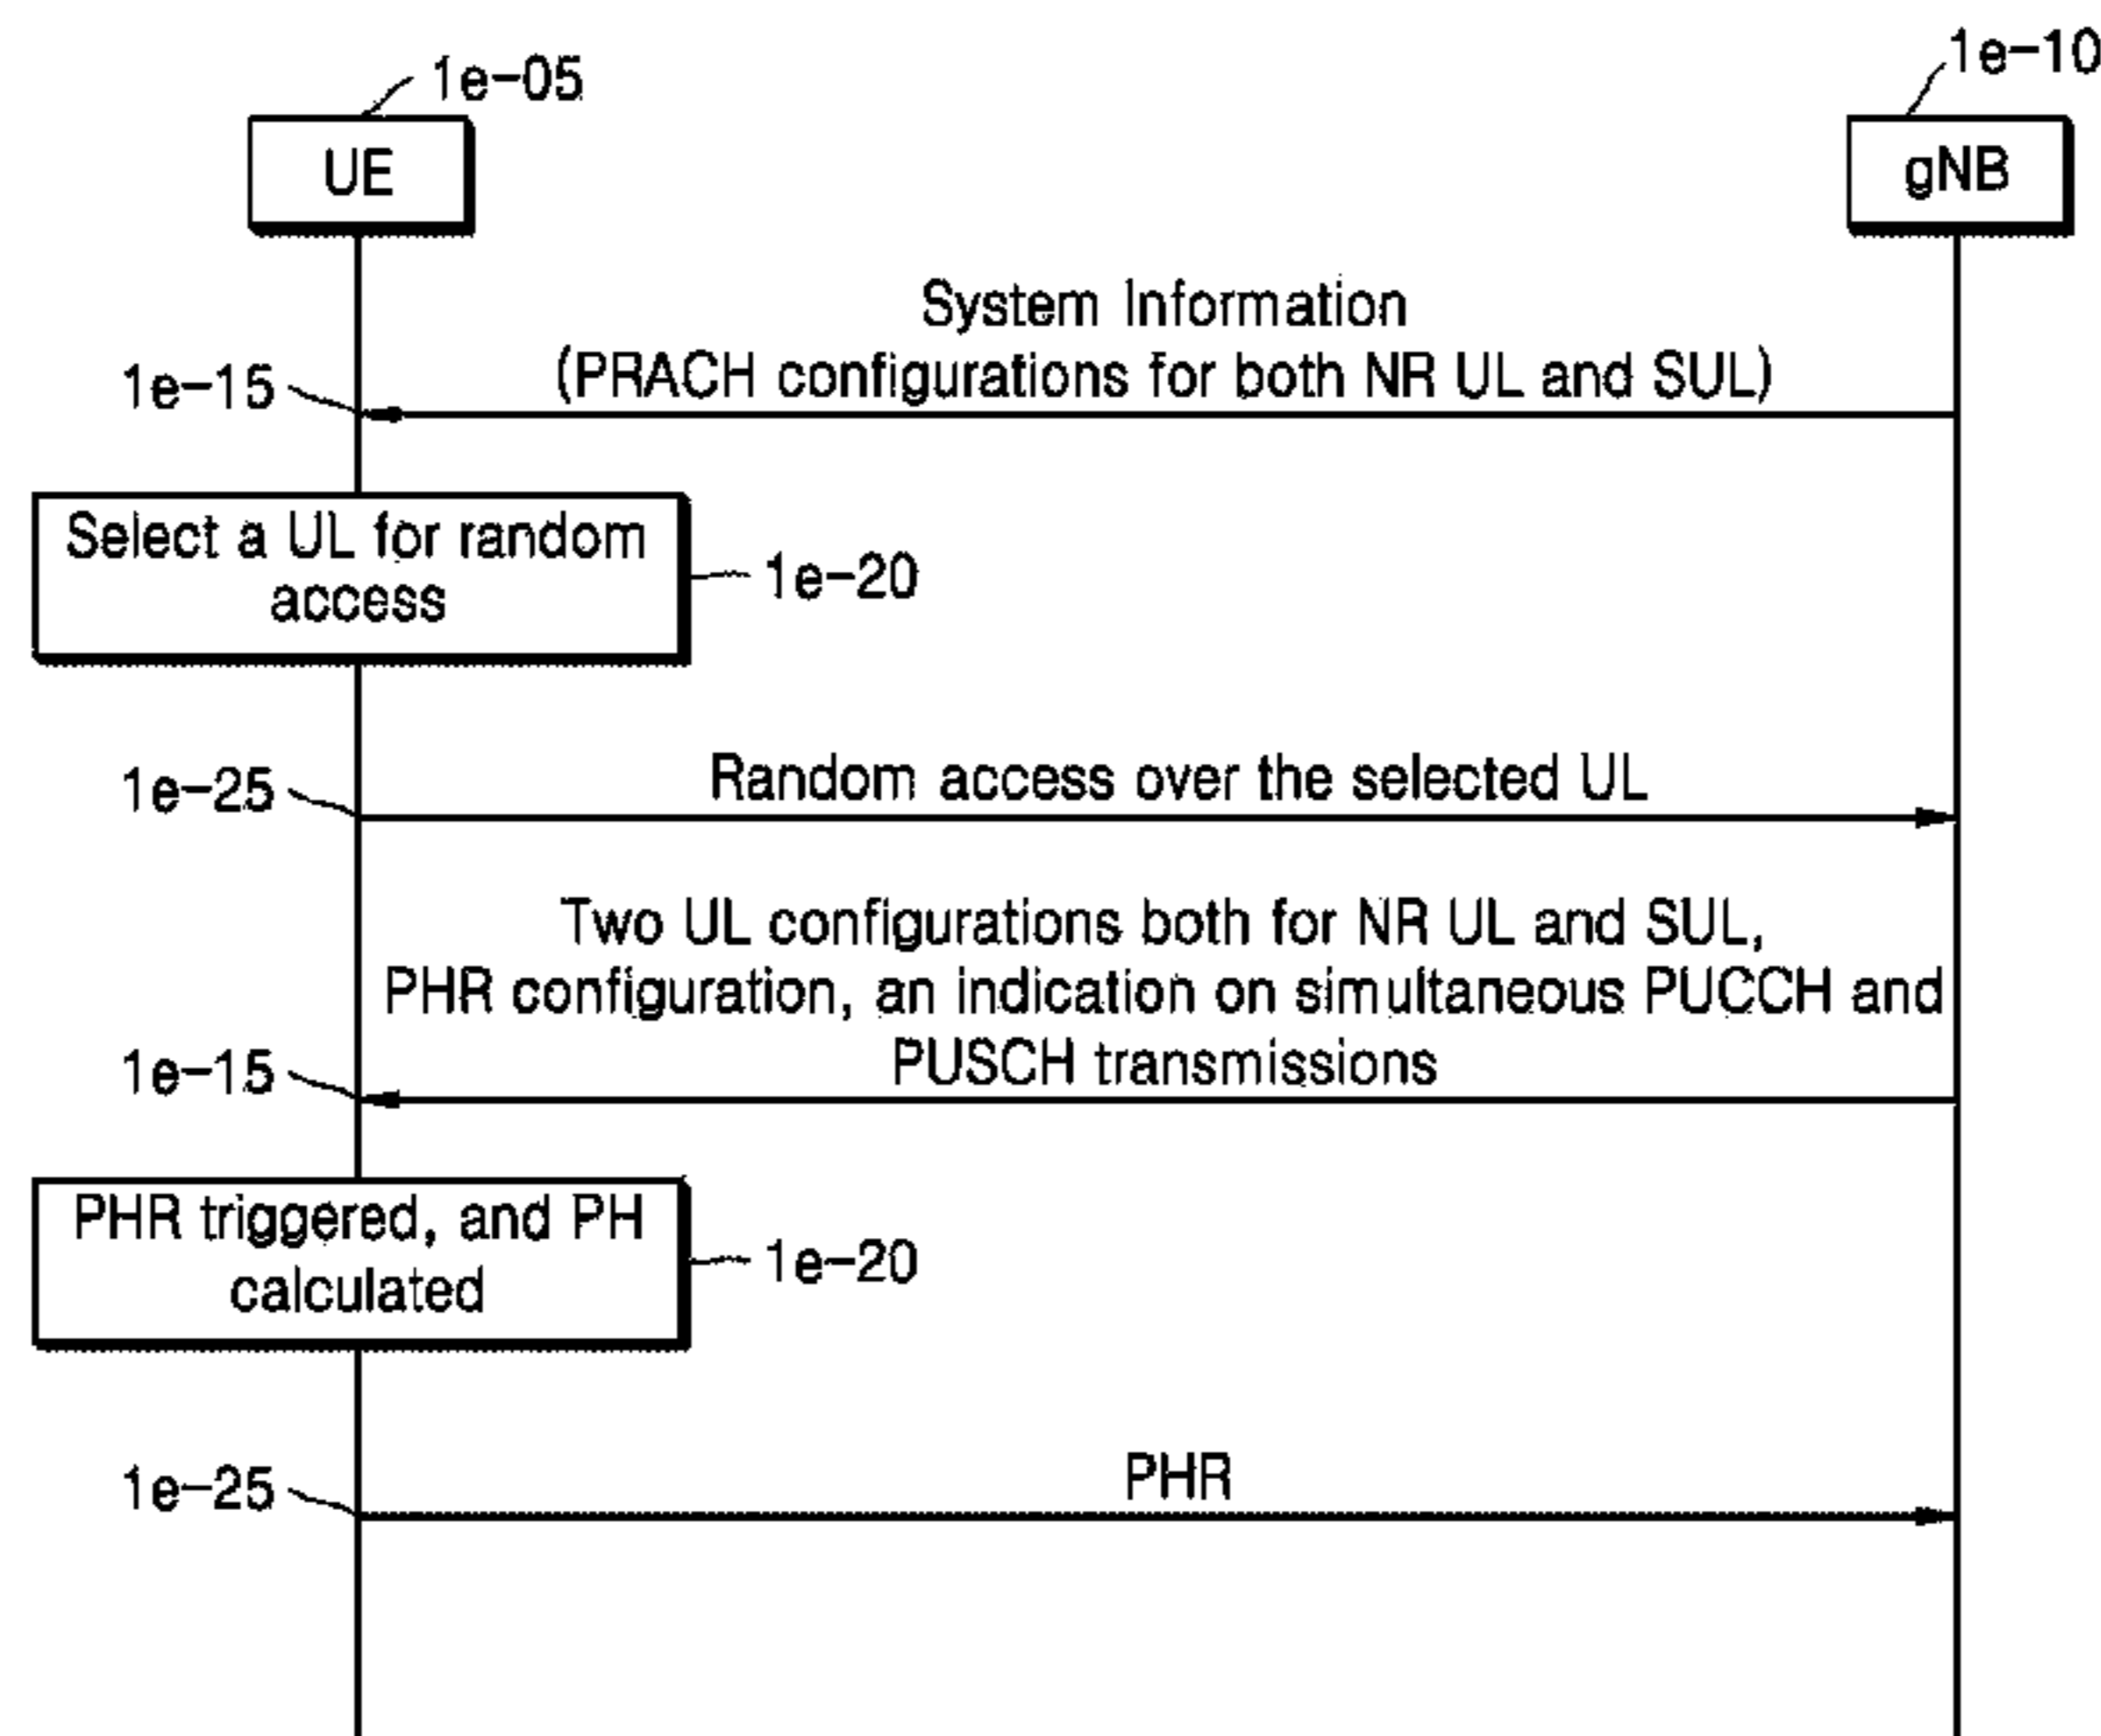 1e-05
1e-10
UE
gNB
System Information
(PRACH configurations for both NR UL and SUL)
1e-15
Select a UL for random
access
1e-20
1e-25
Random access over the selected UL
Two UL configurations both for NR UL and SUL,
PHR configuration, an indication on simultaneous PUCCH and
PUSCH transmissions
1e-15
PHR triggered, and PH
calculated
1e-20
1e-25
PHR